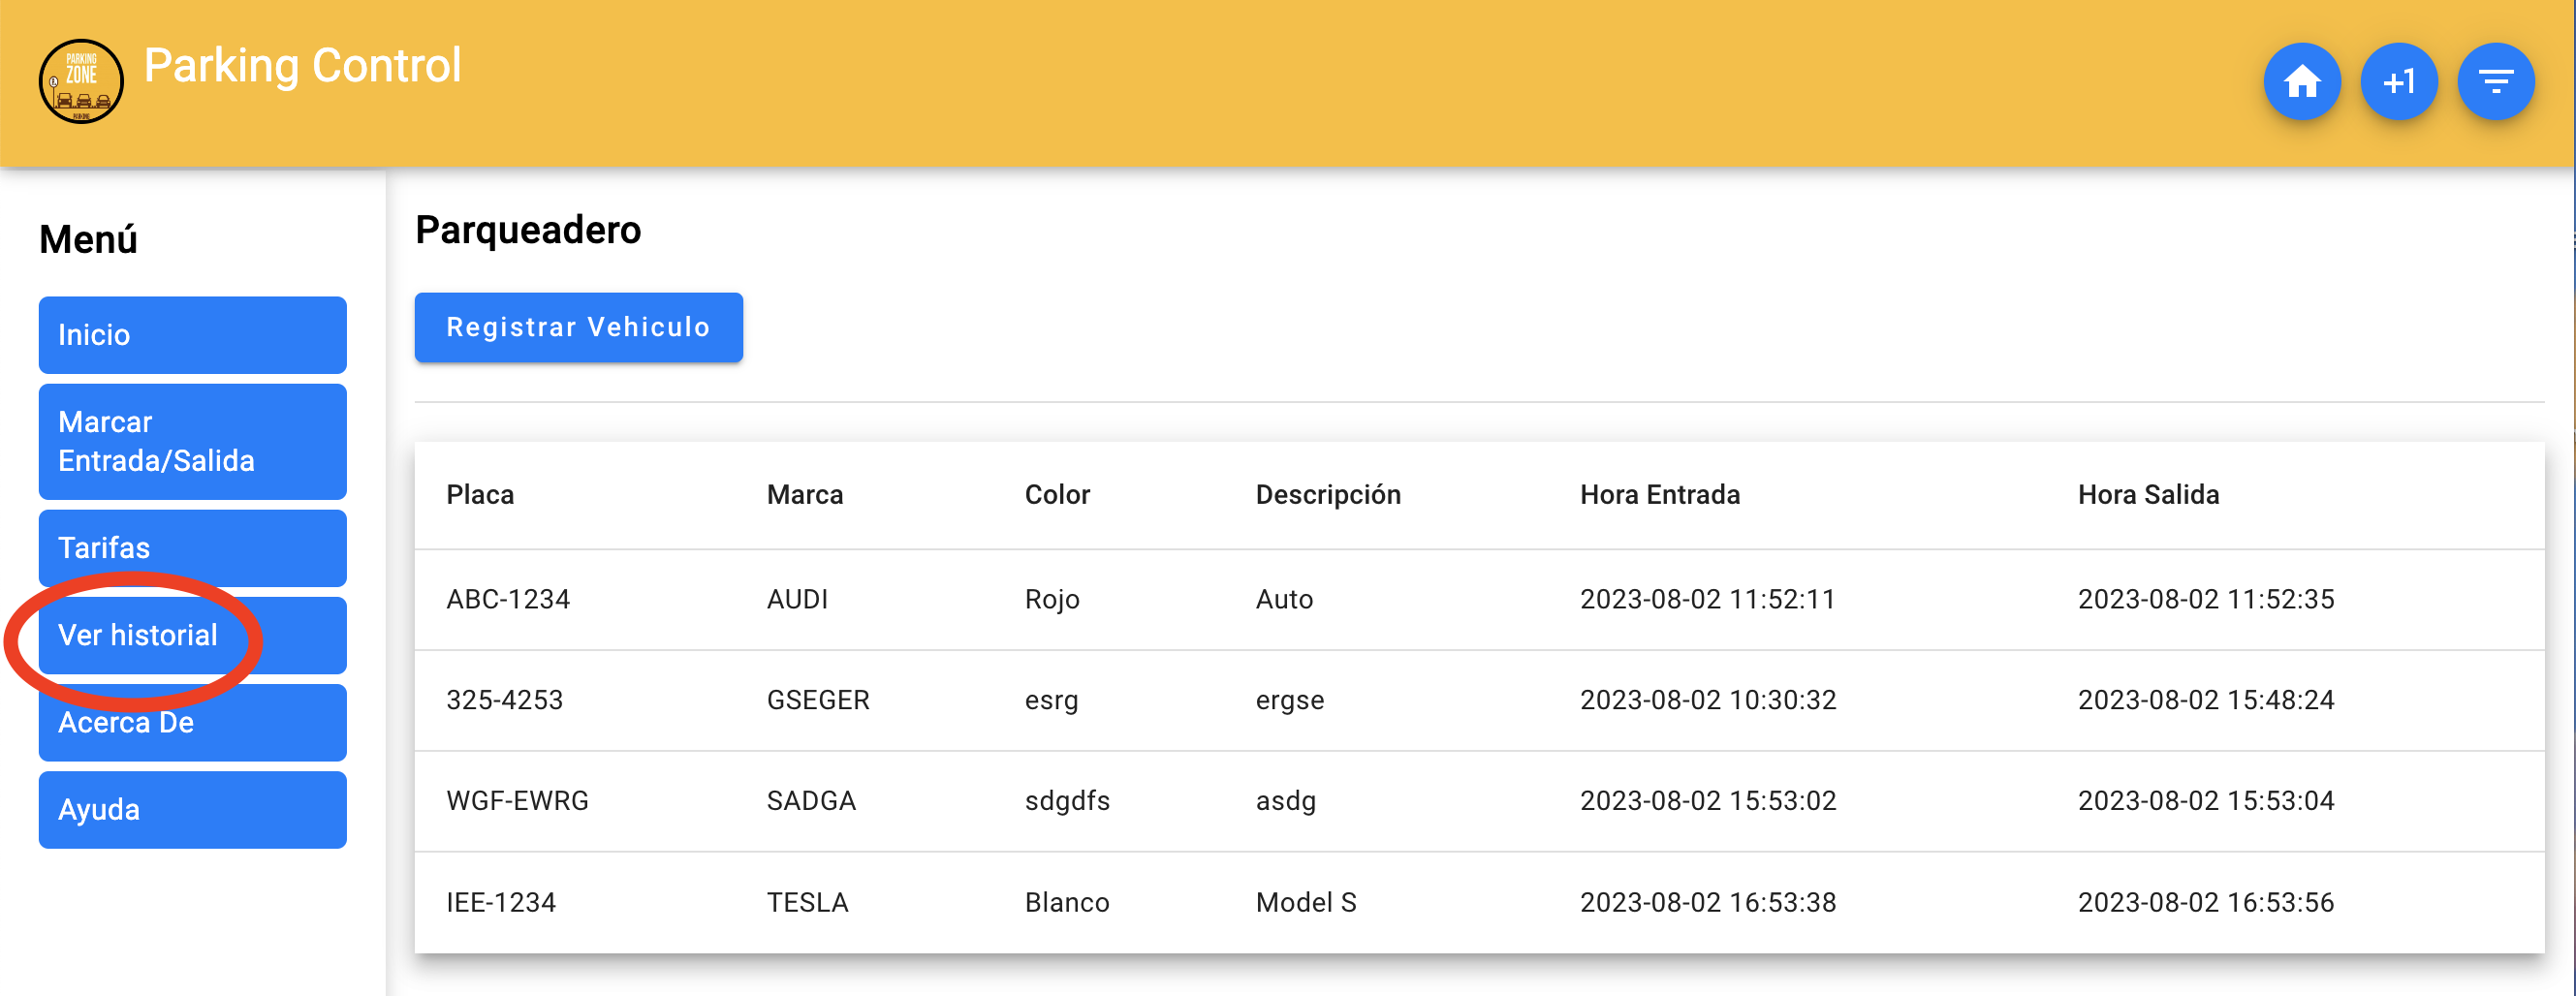 PARKING
ZONE
PARKING
Parking Control
+1
Menú
Inicio
Marcar
Entrada/Salida
Tarifas
Ver historial
Acerca De
Ayuda
Parqueadero
Registrar Vehiculo
Placa Marca Color Descripción Hora Entrada Hora Salida
ABC-1234 AUDI Rojo Auto 2023-08-02 11:52:11 2023-08-02 11:52:35
325-4253 GSEGER esrg ergse 2023-08-02 10:30:32 2023-08-02 15:48:24
WGF-EWRG SADGA sdgdfs asdg 2023-08-02 15:53:02 2023-08-02 15:53:04
IEE-1234 TESLA Blanco Model S 2023-08-02 16:53:38 2023-08-02 16:53:56